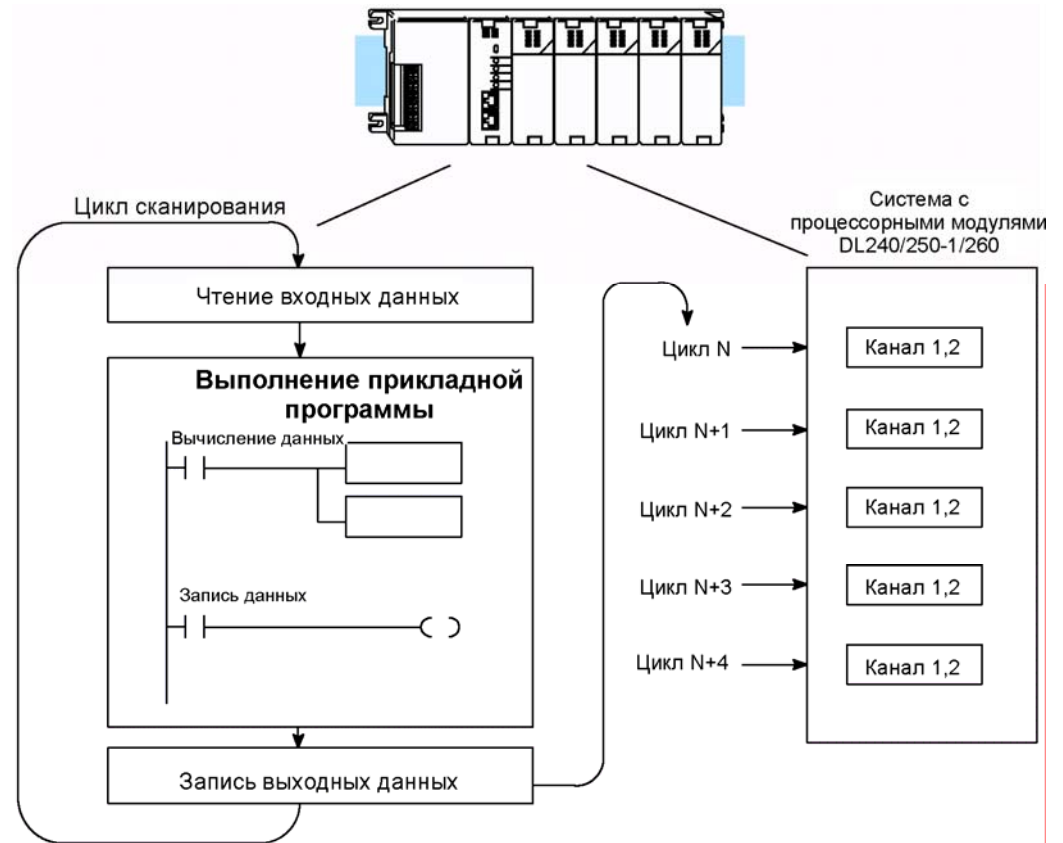 Цикл сканирования
Система с
процессорными модулями
DL240/250-1/260
Чтение входных данных
Выполнение прикладной
программы
Вычисление данных
Запись данных
Запись выходных данных
Цикл N
Канал 1,2
Цикл N+1
Канал 1,2
Цикл N+2
Канал 1,2
Цикл N+3
Канал 1,2
Цикл N+4
Канал 1,2